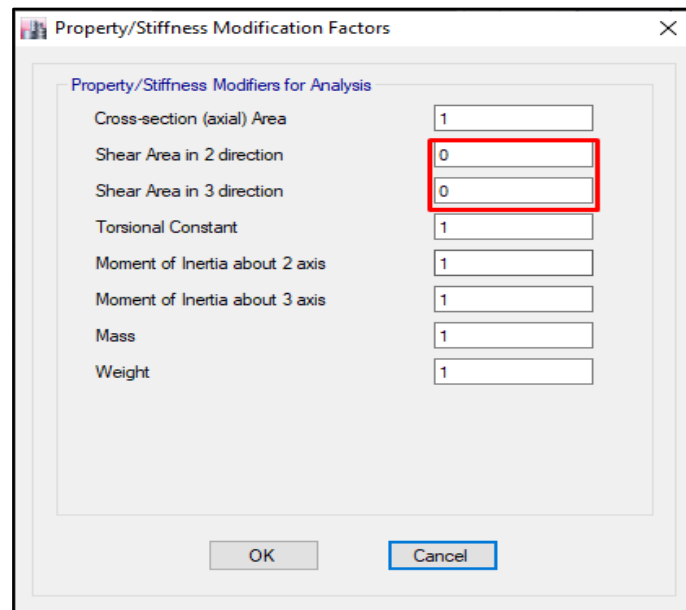 Property/Stiffness Modification Factors
Property/Stiffness Modifiers for Analysis
Cross-section (axial) Area 1
Shear Area in 2 direction 0
Shear Area in 3 direction 0
Torsional Constant 1
Moment of Inertia about 2 axis 1
Moment of Inertia about 3 axis 1
Mass 1
Weight 1
OK Cancel